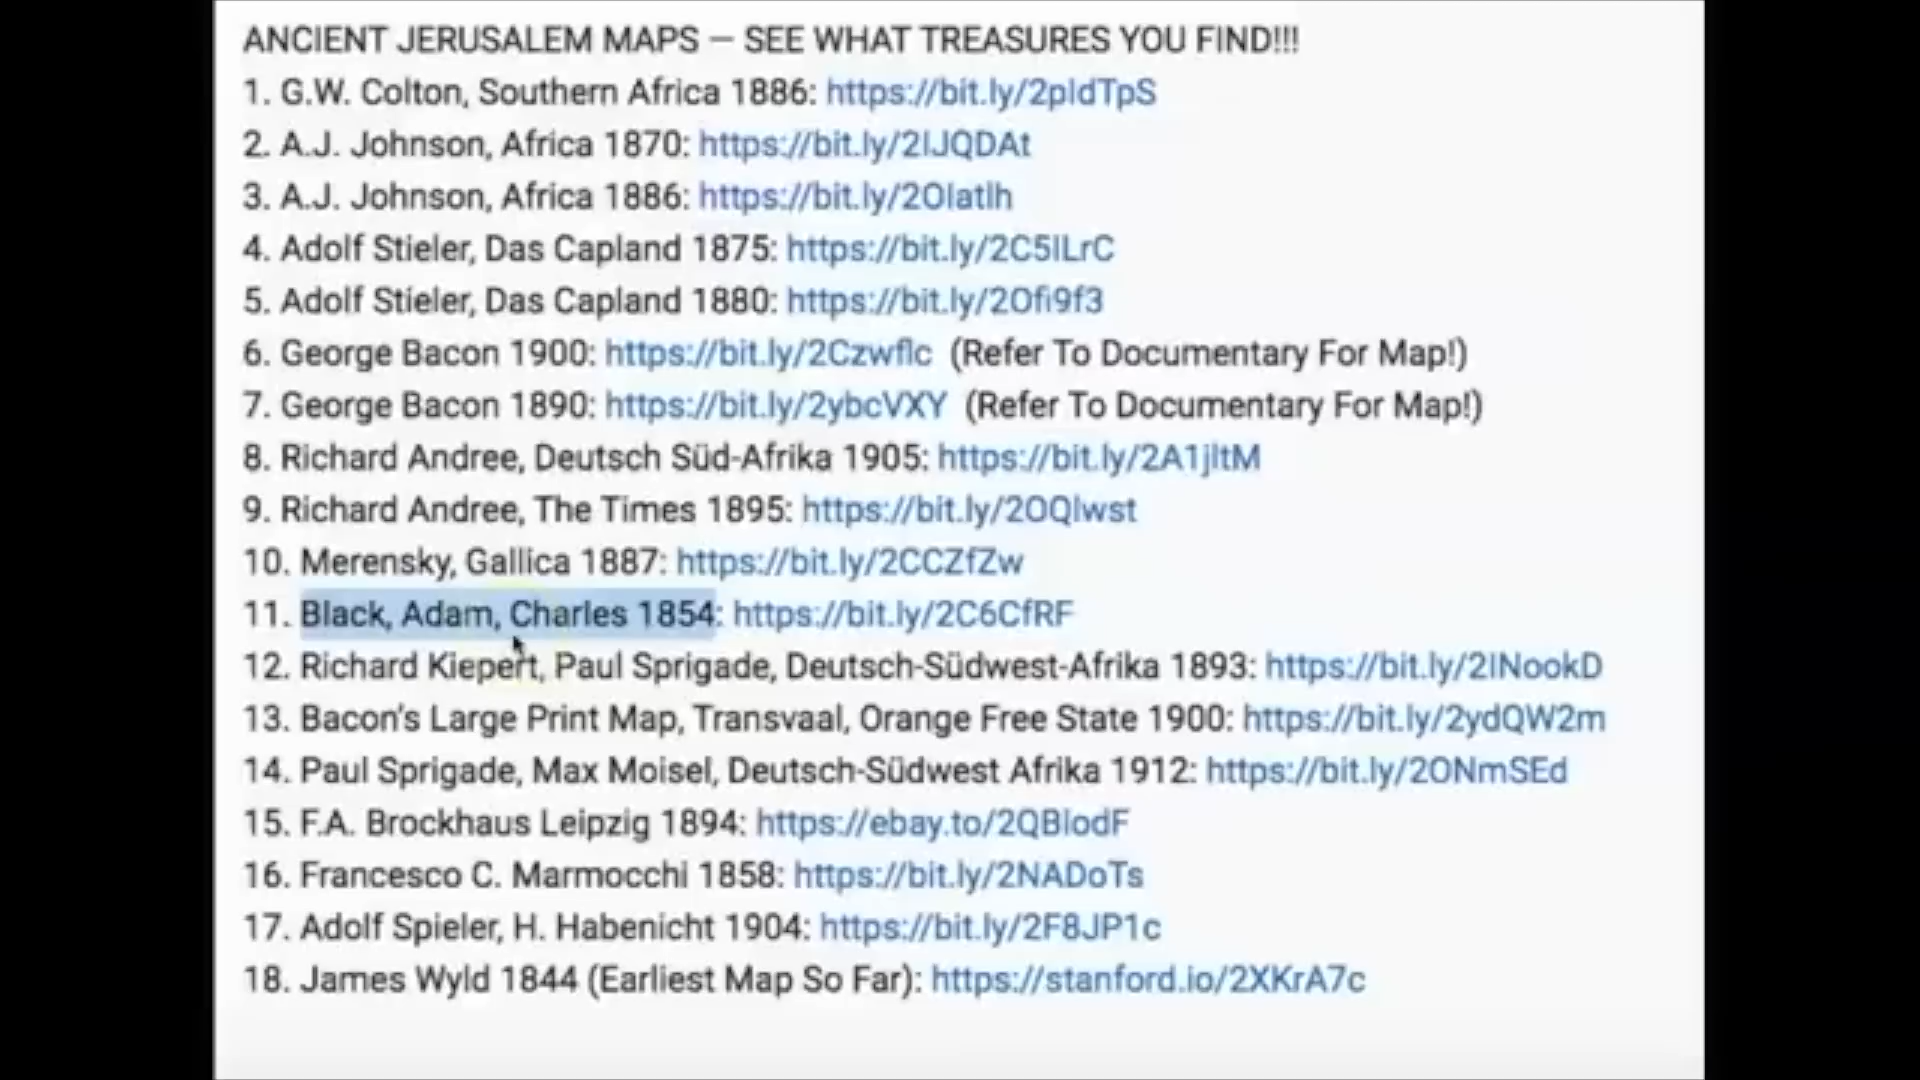 ANCIENT JERUSALEM MAPS — SEE WHAT TREASURES YOU FIND!!!
1. G.W. Colton, Southern Africa 1886: https://bit.ly/2pIdTpS
2. A.J. Johnson, Africa 1870: https://bit.ly/2IJQDAt
3. A.J. Johnson, Africa 1886: https://bit.ly/2OIatlh
4. Adolf Stieler, Das Capland 1875: https://bit.ly/2C5lLrC
5. Adolf Stieler, Das Capland 1880: https://bit.ly/2Ofi9f3
6. George Bacon 1900: https://bit.ly/2Czwflc (Refer To Documentary For Map!)
7. George Bacon 1890: https://bit.ly/2ybcVXY (Refer To Documentary For Map!)
8. Richard Andree, Deutsch Süd-Afrika 1905: https://bit.ly/2A1jltM
9. Richard Andree, The Times 1895: https://bit.ly/2OQlwst
10. Merensky, Gallica 1887: https://bit.ly/2CCZfZw
11. Black, Adam, Charles 1854: https://bit.ly/2C6CfRF
12. Richard Kiepert, Paul Sprigade, Deutsch-Südwest-Afrika 1893: https://bit.ly/2INookD
13. Bacon's Large Print Map, Transvaal, Orange Free State 1900: https://bit.ly/2ydQW2m
14. Paul Sprigade, Max Moisel, Deutsch-Südwest Afrika 1912: https://bit.ly/2ONmSEd
15. F.A. Brockhaus Leipzig 1894: https://ebay.to/2QBlodF
16. Francesco C. Marmocchi 1858: https://bit.ly/2NADoTs
17. Adolf Spieler, H. Habenicht 1904: https://bit.ly/2F8JP1c
18. James Wyld 1844 (Earliest Map So Far): https://stanford.io/2XKrA7c